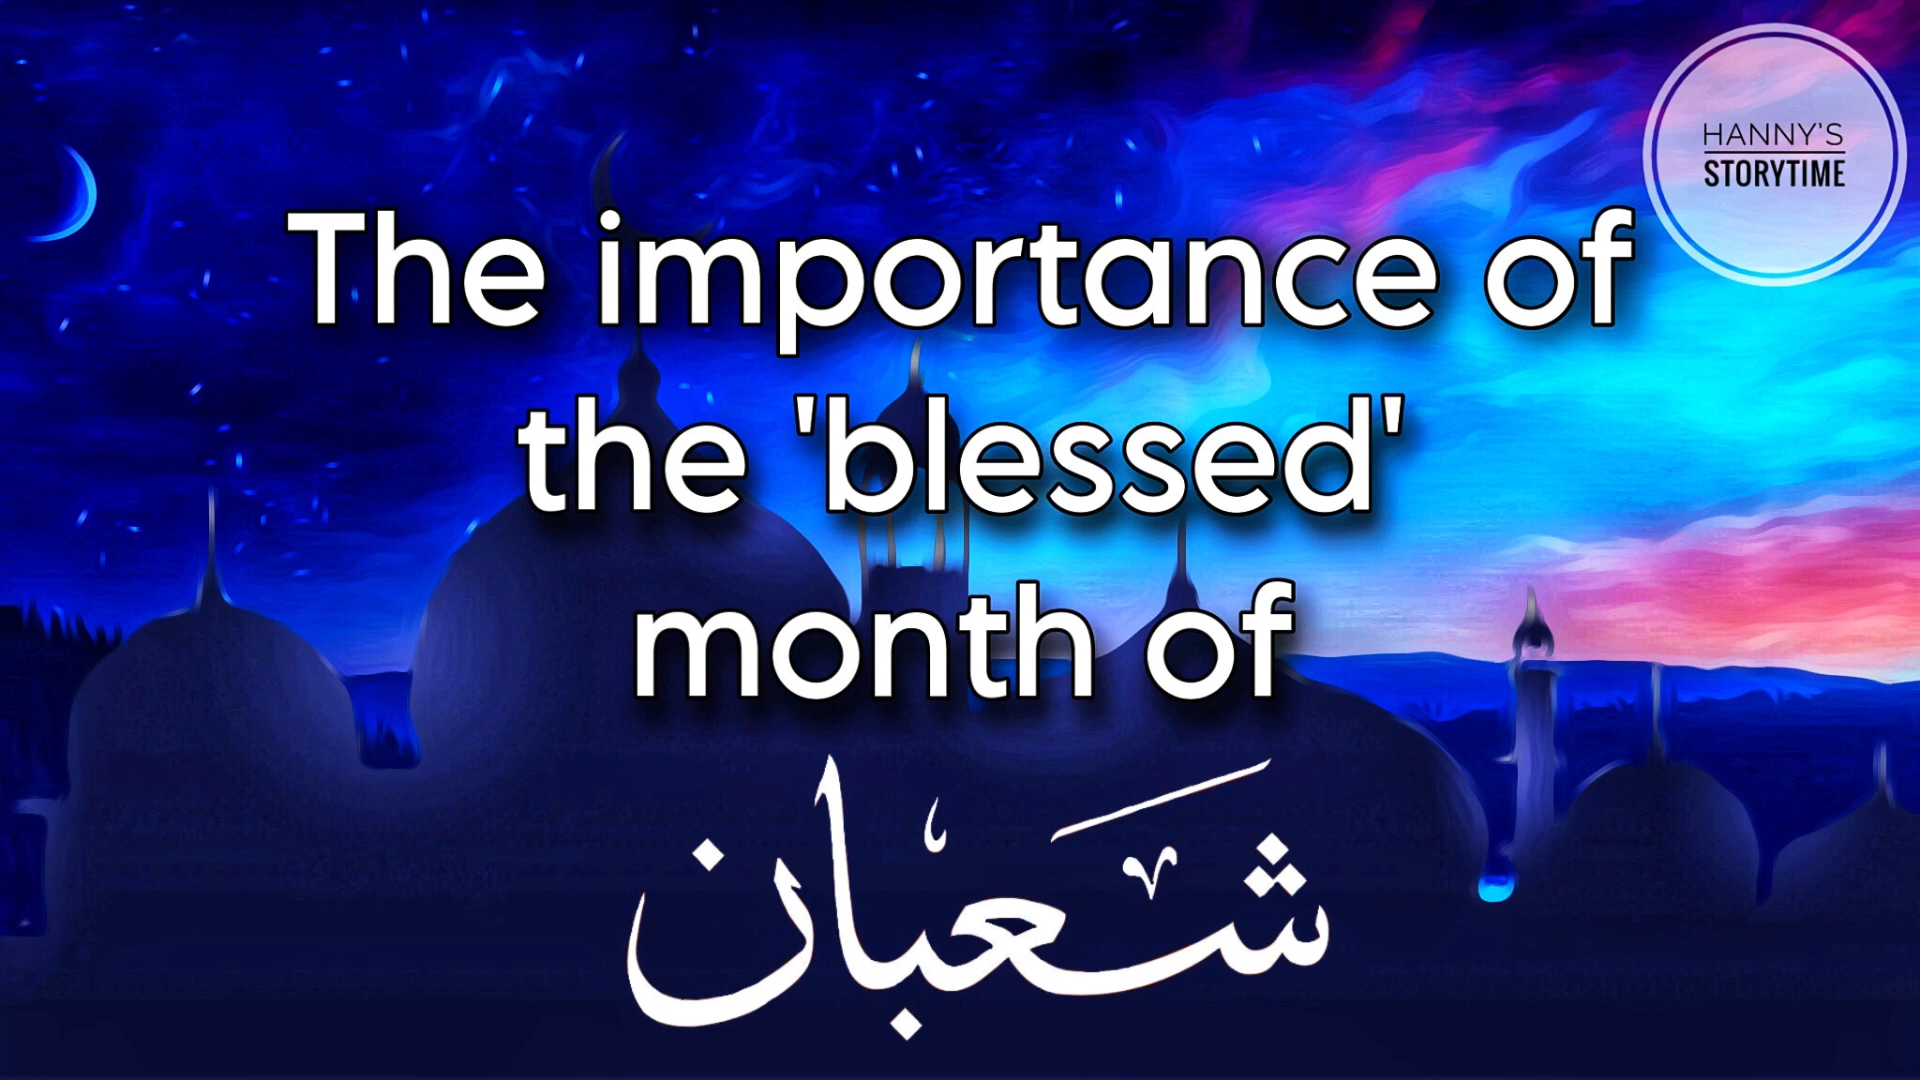 HANNY'S
STORYTIME
The importance of
the 'blessed'
month of
شَعبان